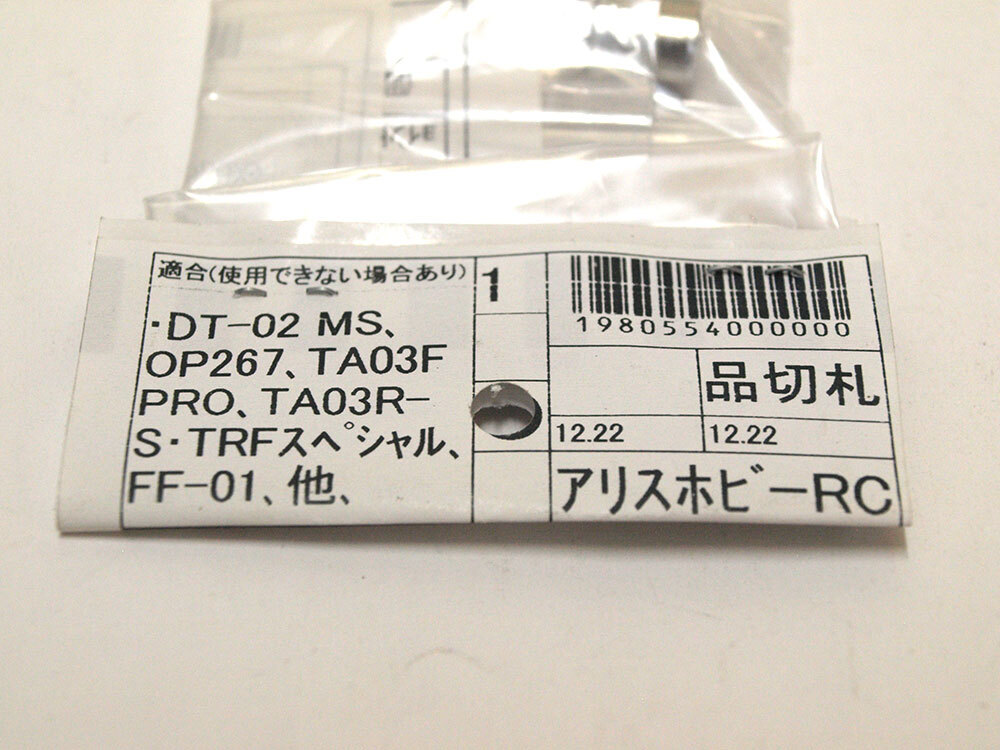 適合(使用できない場合あり)
・DT-02 MS、
OP267、TA03F
PRO、TA03R-
S・TRFスペシャル、
FF-01、他、
1
1980554000000
品切札
12.22
12.22
アリスホビーRC